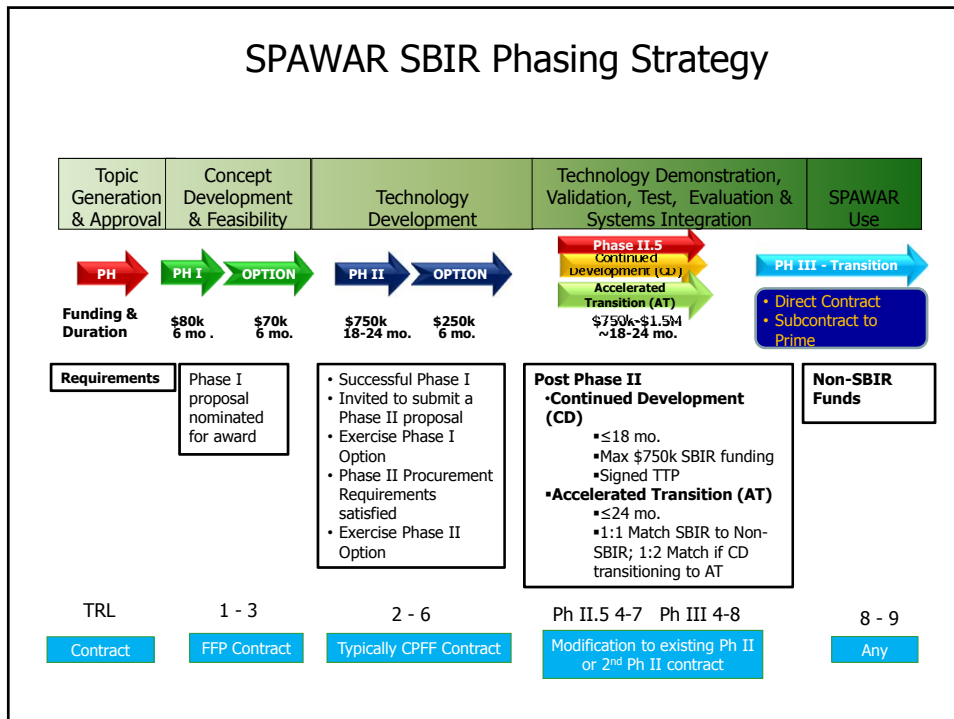 SPAWAR SBIR Phasing Strategy
Topic
Generation
& Approval
Concept
Development
& Feasibility
Technology
Development
Technology Demonstration,
Validation, Test, Evaluation &
Systems Integration
SPAWAR
Use
PH
PH I
OPTION
PH II
OPTION
Phase II.5
Continued
Development (CD)
Accelerated
Transition (AT)
PH III - Transition
• Direct Contract
• Subcontract to
Prime
Funding &
Duration
$80k
6 mo .
$70k
6 mo.
$750k
18-24 mo.
$250k
6 mo.
$750k-$1.5M
~18-24 mo.
Requirements
Phase I
proposal
nominated
for award
• Successful Phase I
• Invited to submit a
Phase II proposal
• Exercise Phase I
Option
• Phase II Procurement
Requirements
satisfied
• Exercise Phase II
Option
Post Phase II
•Continued Development
(CD)
▪≤18 mo.
▪Max $750k SBIR funding
▪Signed TTP
▪Accelerated Transition (AT)
▪≤24 mo.
▪1:1 Match SBIR to Non-
SBIR; 1:2 Match if CD
transitioning to AT
Non-SBIR
Funds
TRL
1 - 3
2 - 6
Ph II.5 4-7 Ph III 4-8
8 - 9
Contract
FFP Contract
Typically CPFF Contract
Modification to existing Ph II
or 2nd Ph II contract
Any